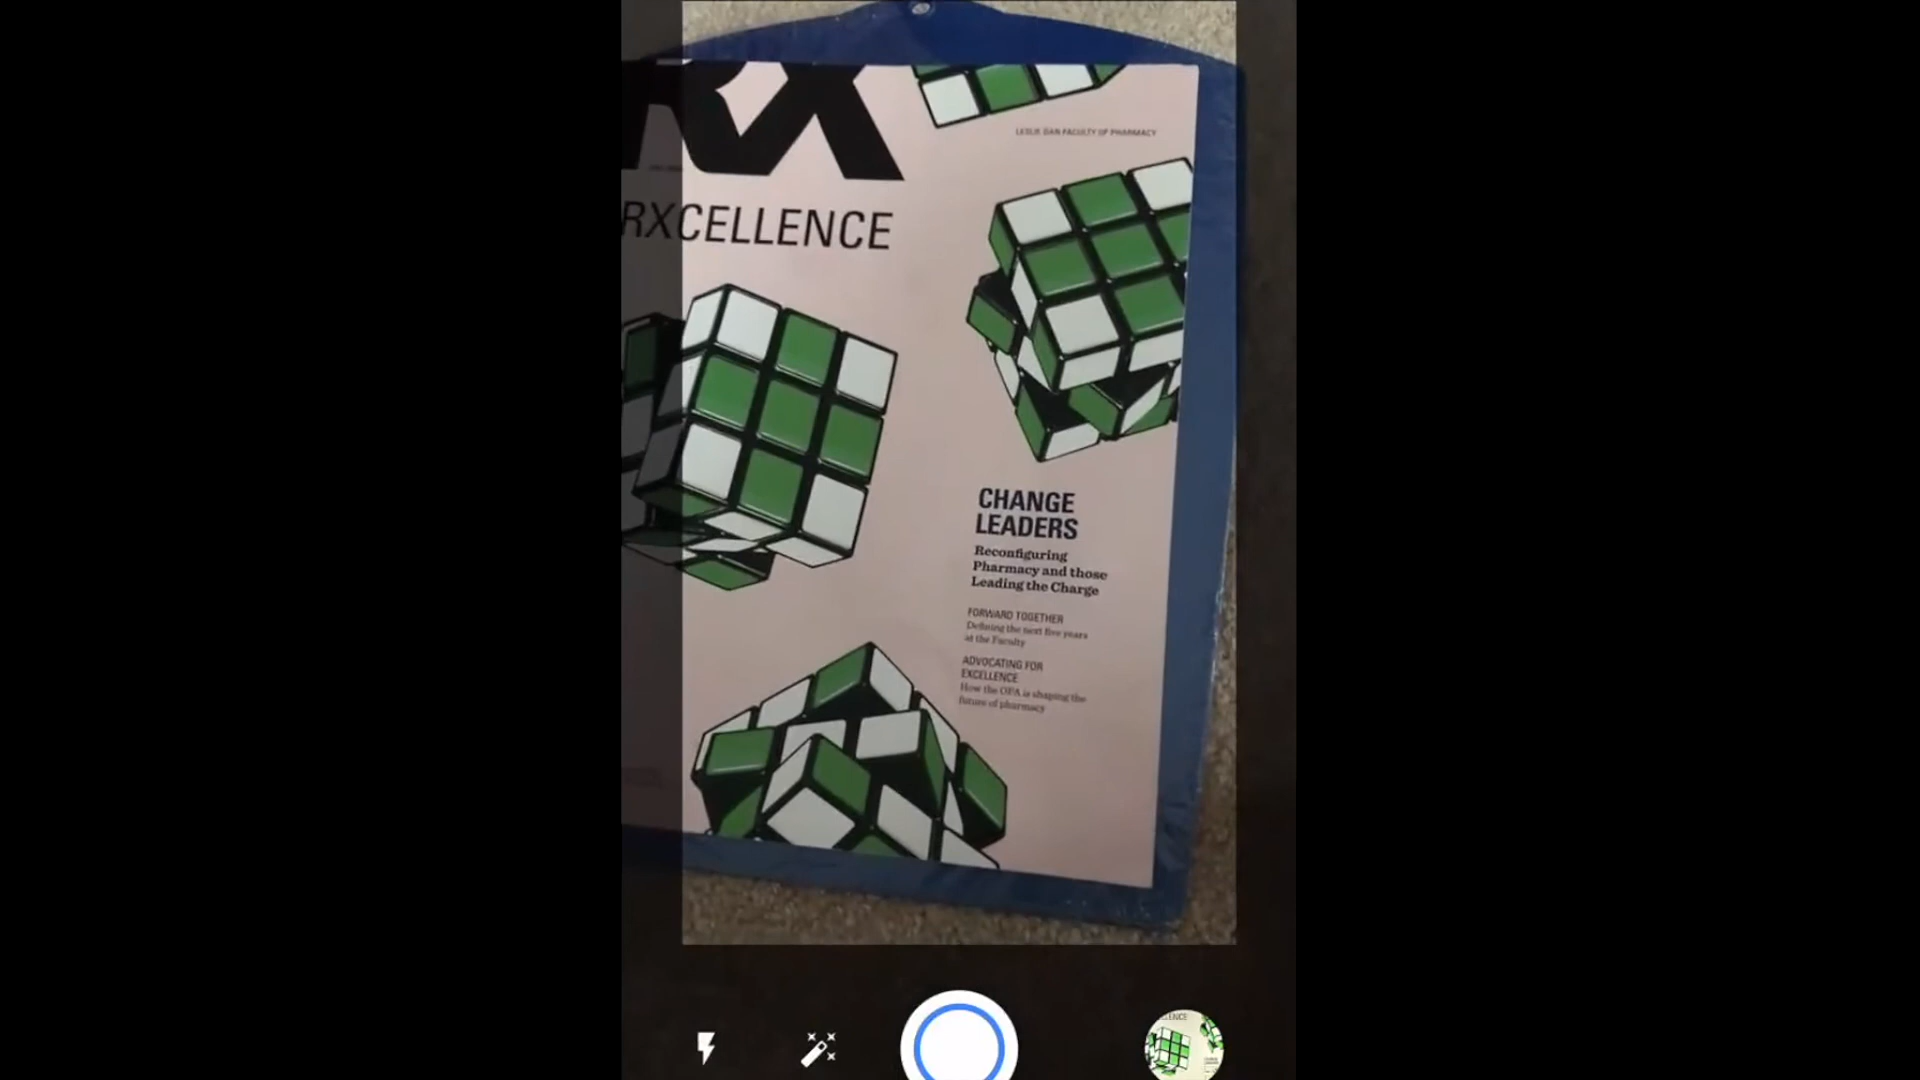 RX
LESLIE DAN FACULTY OF PHARMACY
RXCELLENCE
CHANGE
LEADERS
Reconfiguring
Pharmacy and those
Leading the Charge
FORWARD TOGETHER
Defining the next five years
at the Faculty
ADVOCATING FOR
EXCELLENCE
How the OPA is shaping the
future of pharmacy